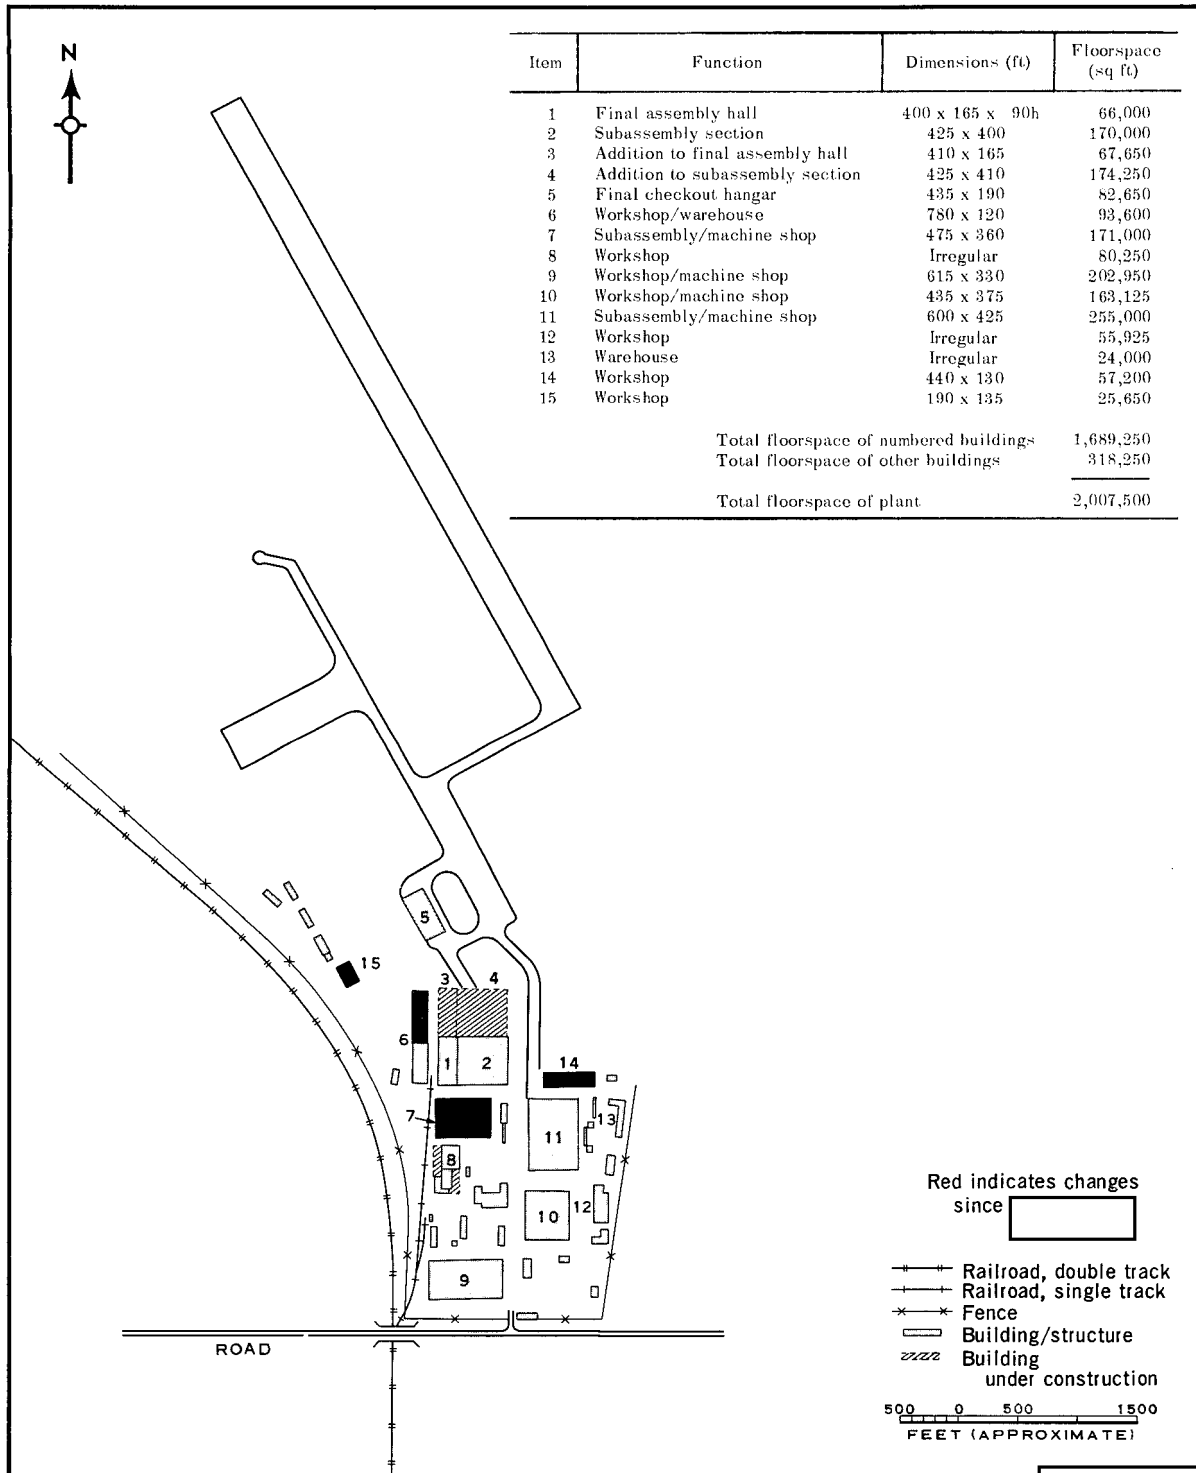 N
Item Function Dimensions (ft) Floorspace (sq ft)
1 Final assembly hall 400 x 165 x 90h 66,000
2 Subassembly section 425 x 400 170,000
3 Addition to final assembly hall 410 x 165 67,650
4 Addition to subassembly section 425 x 410 174,250
5 Final checkout hangar 435 x 190 82,650
6 Workshop/warehouse 780 x 120 93,600
7 Subassembly/machine shop 475 x 360 171,000
8 Workshop Irregular 80,250
9 Workshop/machine shop 615 x 330 202,950
10 Workshop/machine shop 435 x 375 163,125
11 Subassembly/machine shop 600 x 425 255,000
12 Workshop Irregular 55,925
13 Warehouse Irregular 24,000
14 Workshop 440 x 130 57,200
15 Workshop 190 x 135 25,650
Total floorspace of numbered buildings 1,689,250
Total floorspace of other buildings 318,250
Total floorspace of plant 2,007,500
5
15
3 4
6
1 2
14
7
13
11
8
12
10
9
ROAD
Red indicates changes
since
Railroad, double track
Railroad, single track
Fence
Building/structure
Building
under construction
500 0 500 1500
FEET (APPROXIMATE)